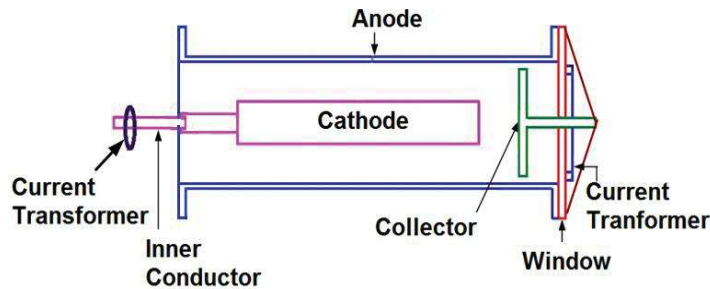 Anode
Cathode
Current
Transformer
Inner
Conductor
Collector
Current
Tranformer
Window